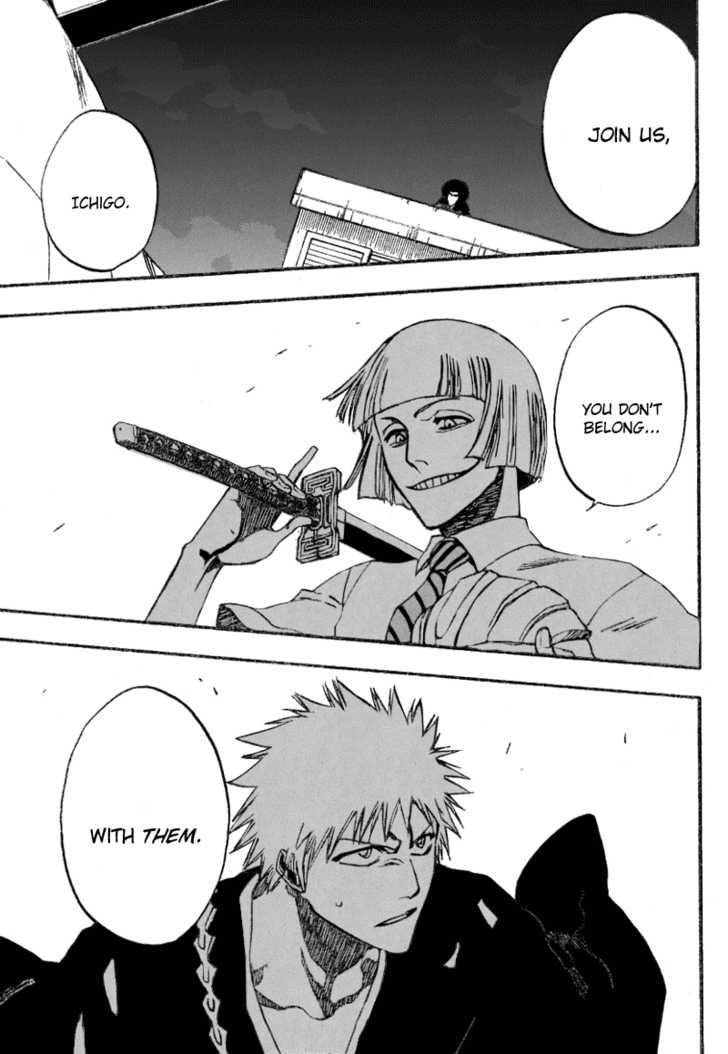 JOIN US,
ICHIGO.
YOU DON'T
BELONG...
WITH THEM.